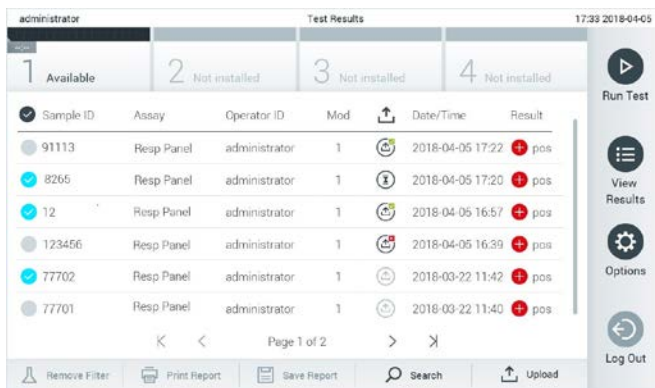 administrator Test Results 17:33 2018-04-05
1 Available 2 Not installed 3 Not installed 4 Not installed
Run Test
Sample ID Assay Operator ID Mod Date/Time Result
91113 Resp Panel administrator 1 2018-04-05 17:22 pos
8265 Resp Panel administrator 1 2018-04-05 17:20 pos
View
Results
12 Resp Panel administrator 1 2018-04-05 16:57 pos
123456 Resp Panel administrator 1 2018-04-05 16:39 pos
Options
77702 Resp Panel administrator 1 2018-03-22 11:42 pos
77701 Resp Panel administrator 1 2018-03-22 11:40 pos
Page 1 of 2
Log Out
Remove Filter Print Report Save Report Search Upload